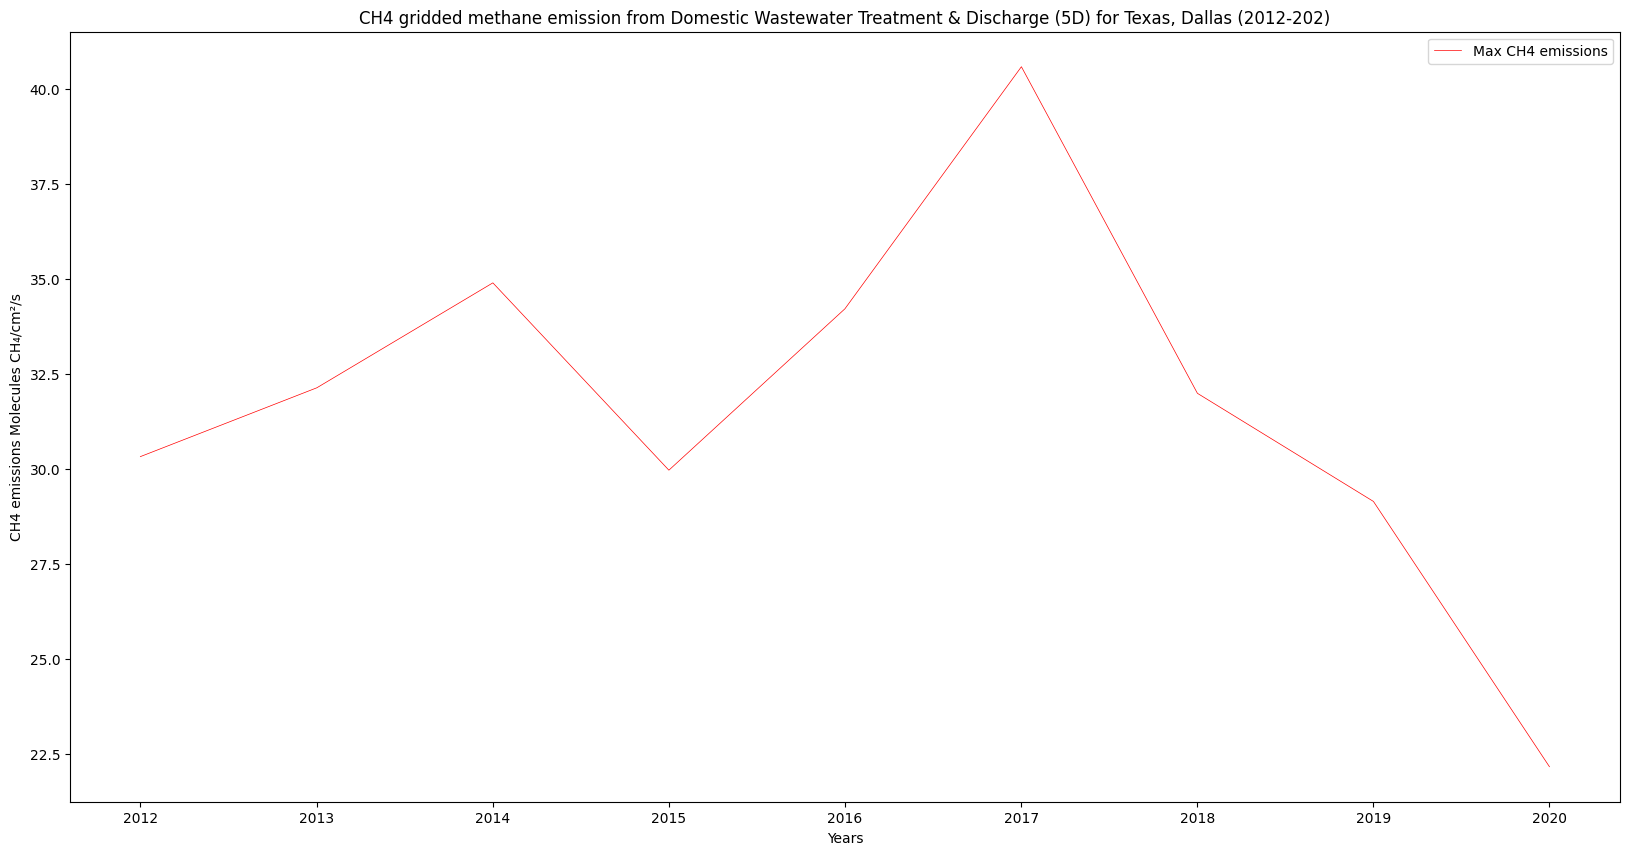 CH4 gridded methane emission from Domestic Wastewater Treatment & Discharge (5D) for Texas, Dallas (2012-202)
Max CH4 emissions
CH4 emissions Molecules CH₄/cm²/s
40.0
37.5
35.0
32.5
30.0
27.5
25.0
22.5
2012 2013 2014 2015 2016 2017 2018 2019 2020
Years